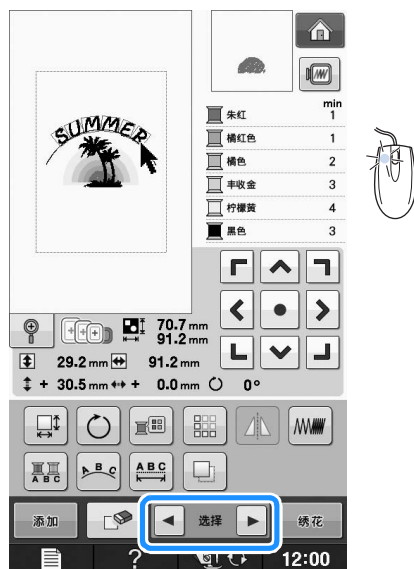 SUMMER
min
朱红 1
橘红色 1
橘色 2
丰收金 3
柠檬黄 4
黑色 3
70.7 mm
91.2 mm
29.2 mm 91.2 mm
+ 30.5 mm + 0.0 mm 0°
A B C A B C A B C
添加 选择 绣花
? 12:00